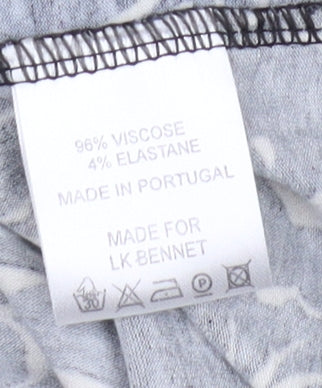 96% VISCOSE
4% ELASTANE
MADE IN PORTUGAL
MADE FOR
LK BENNET
30
P